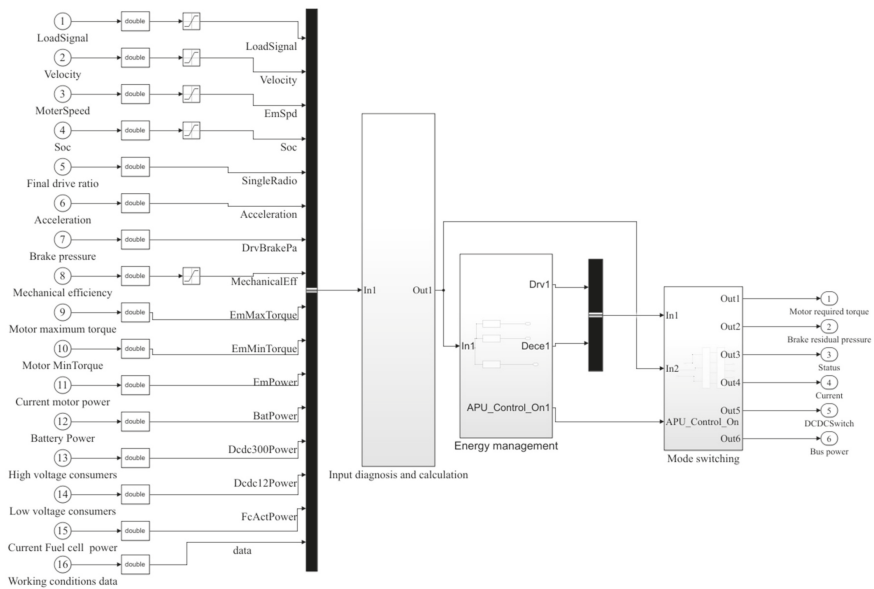 1
double
LoadSignal
LoadSignal
2
double
Velocity
Velocity
3
double
MoterSpeed
EmSpd
4
double
Soc
Soc
5
double
Final drive ratio
SingleRadio
6
double
Acceleration
Acceleration
7
double
Brake pressure
DrvBrakePa
8
double
Mechanical efficiency
MechanicalEff
9
double
Motor maximum torque
EmMaxTorque
10
double
Motor MinTorque
EmMinTorque
11
double
Current motor power
EmPower
12
double
Battery Power
BatPower
13
double
High voltage consumers
Dcdc300Power
14
double
Low voltage consumers
Dcdc12Power
15
double
Current Fuel cell power
FcActPower
16
double
Working conditions data
data
In1
Out1
Input diagnosis and calculation
In1
Drv1
Dece1
APU_Control_On1
Energy management
In1
In2
APU_Control_On
Out1
Out2
Out3
Out4
Out5
Out6
Mode switching
1
Motor required torque
2
Brake residual pressure
3
Status
4
Current
5
DCDCSwitch
6
Bus power